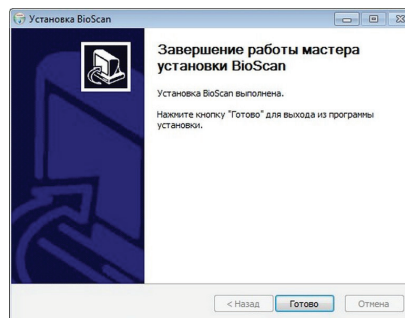 Установка BioScan
Завершение работы мастера
установки BioScan
Установка BioScan выполнена.
Нажмите кнопку "Готово" для выхода из программы
установки.
< Назад
Готово
Отмена